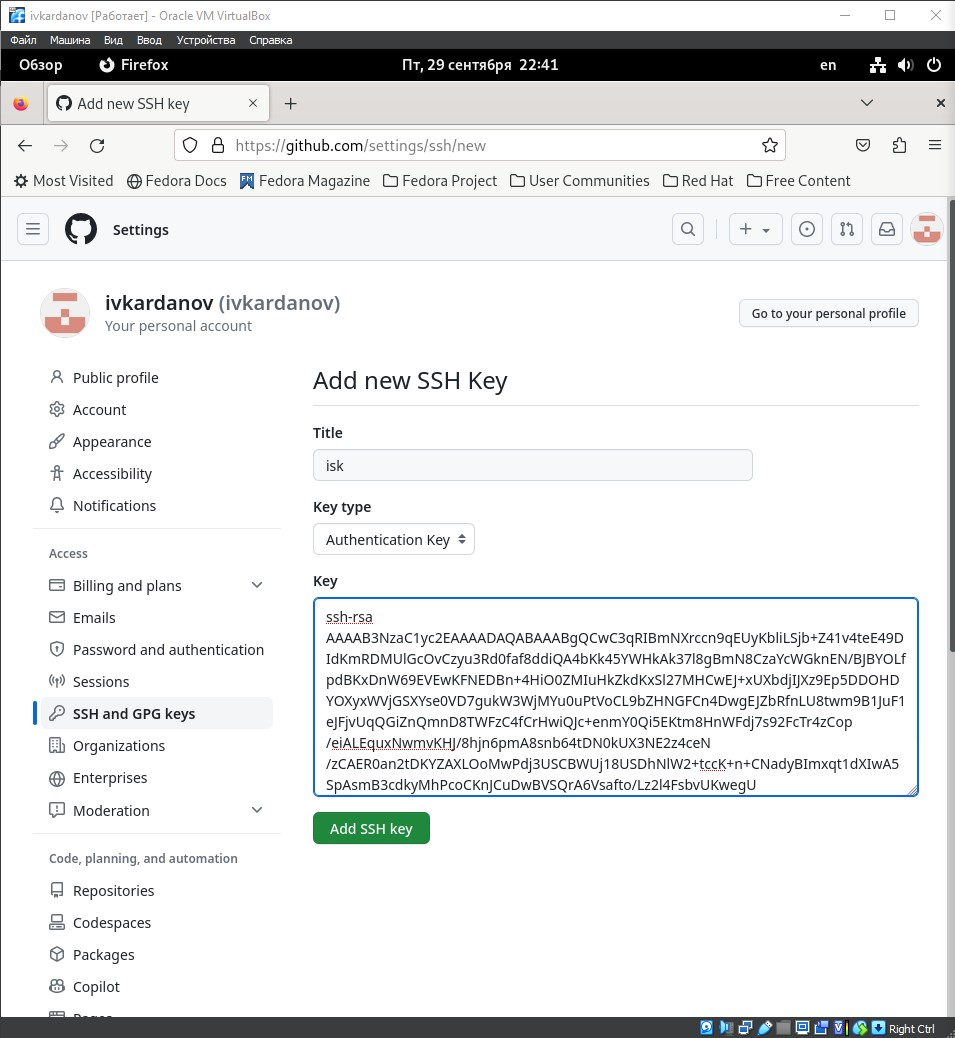 ivkardanov [Работает] - Oracle VM VirtualBox
Файл Машина Вид Ввод Устройства Справка
Обзор Firefox Пт, 29 сентября 22:41 en
Add new SSH key
https://github.com/settings/ssh/new
Most Visited Fedora Docs Fedora Magazine Fedora Project User Communities Red Hat Free Content
Settings
ivkardanov (ivkardanov)
Your personal account
Go to your personal profile
Public profile
Account
Appearance
Accessibility
Notifications
Access
Billing and plans
Emails
Password and authentication
Sessions
SSH and GPG keys
Organizations
Enterprises
Moderation
Code, planning, and automation
Repositories
Codespaces
Packages
Copilot
Pages
Add new SSH Key
Title
isk
Key type
Authentication Key
Key
ssh-rsa
AAAAB3NzaC1yc2EAAAADAQABAAABgQCwC3qRIBmNXrccn9qEUyKbliLSjb+Z41v4teE49D
IdKmRDMUlGcOvCzyu3Rd0faf8ddiQA4bKk45YWHkAk37l8gBmN8CzaYcWGknEN/BJBYOLf
pdBKxDnW69EVEwKFNEDBn+4HiO0ZMIuHkZkdKxSl27MHCwEJ+xUXbdjIJXz9Ep5DDOHD
YOXyxWVjGSXYse0VD7gukW3WjMYu0uPtVoCL9bZHNGFCn4DwgEJZbRfnLU8twm9B1JuF1
eJFjvUqQGiZnQmnD8TWFzC4fCrHwiQJc+enmY0Qi5EKtm8HnWFdj7s92FcTr4zCop
/eiALEquxNwmvKHJ/8hjn6pmA8snb64tDN0kUX3NE2z4ceN
/zCAER0an2tDKYZAXLOoMwPdj3USCBWUj18USDhNlW2+tccK+n+CNadyBImxqt1dXIwA5
SpAsmB3cdkyMhPcoCKnJCuDwBVSQrA6Vsafto/Lz2l4FsbvUKwegU
Add SSH key
Right Ctrl